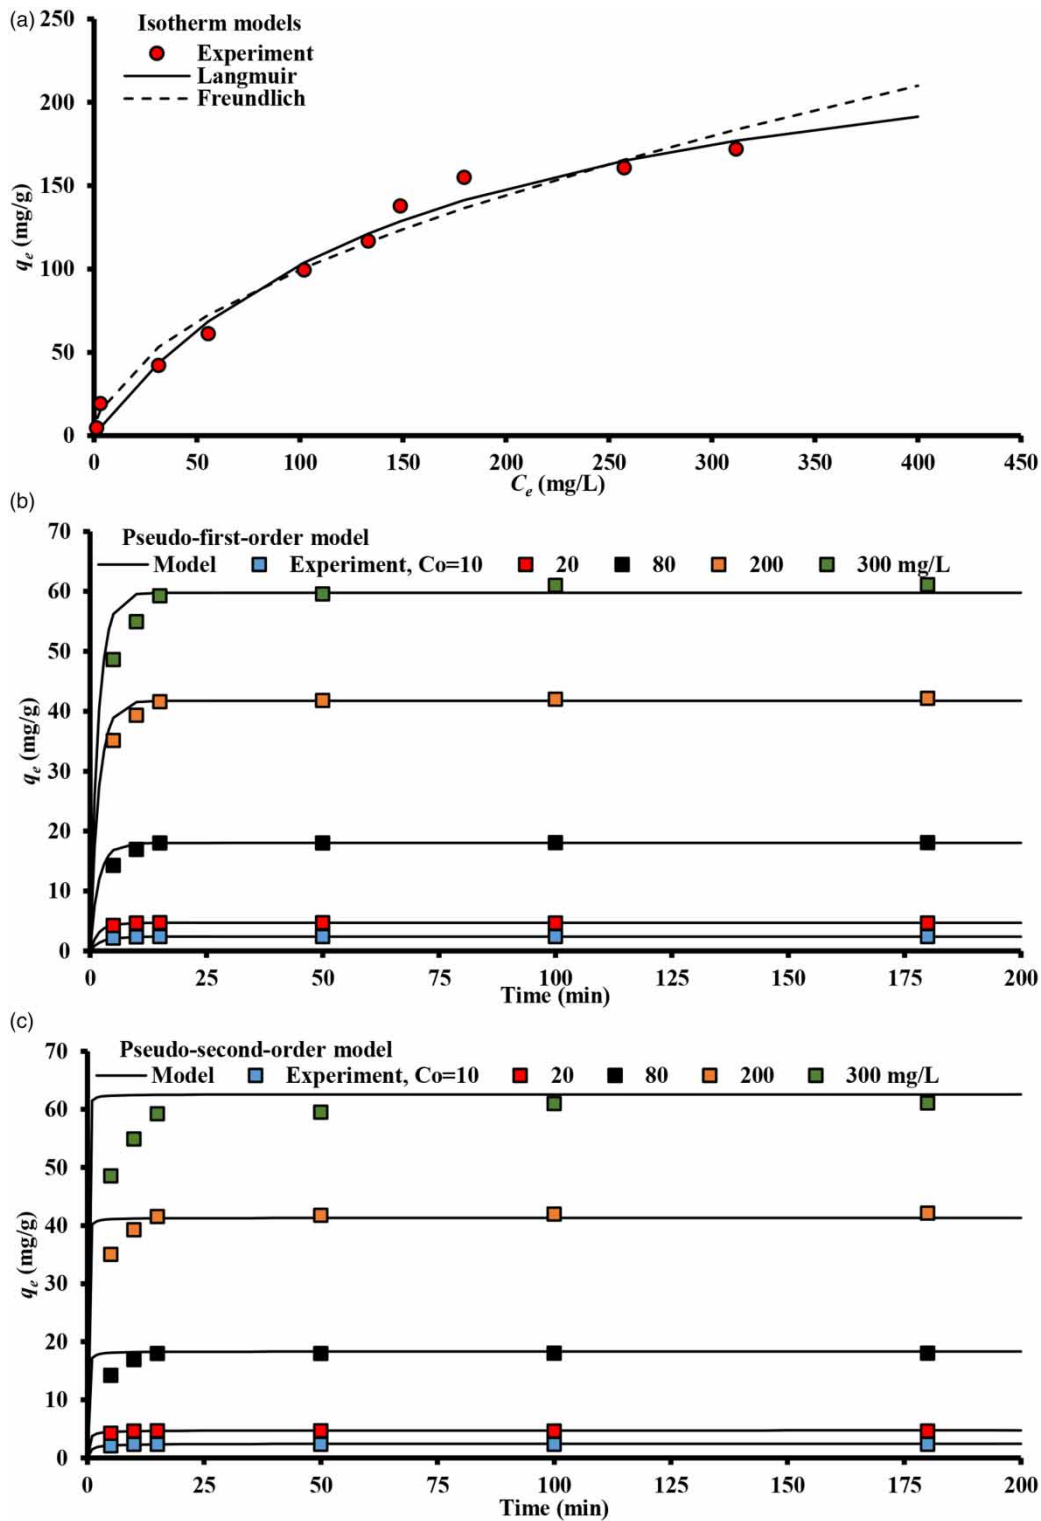 (a)
250
200
150
100
50
0
qe (mg/g)
Isotherm models
Experiment
Langmuir
Freundlich
0 50 100 150 200 250 300 350 400 450
Ce (mg/L)
(b)
70
60
50
40
30
20
10
0
qe (mg/g)
Pseudo-first-order model
Model Experiment, Co=10 20 80 200 300 mg/L
0 25 50 75 100 125 150 175 200
Time (min)
(c)
70
60
50
40
30
20
10
0
qe (mg/g)
Pseudo-second-order model
Model Experiment, Co=10 20 80 200 300 mg/L
0 25 50 75 100 125 150 175 200
Time (min)